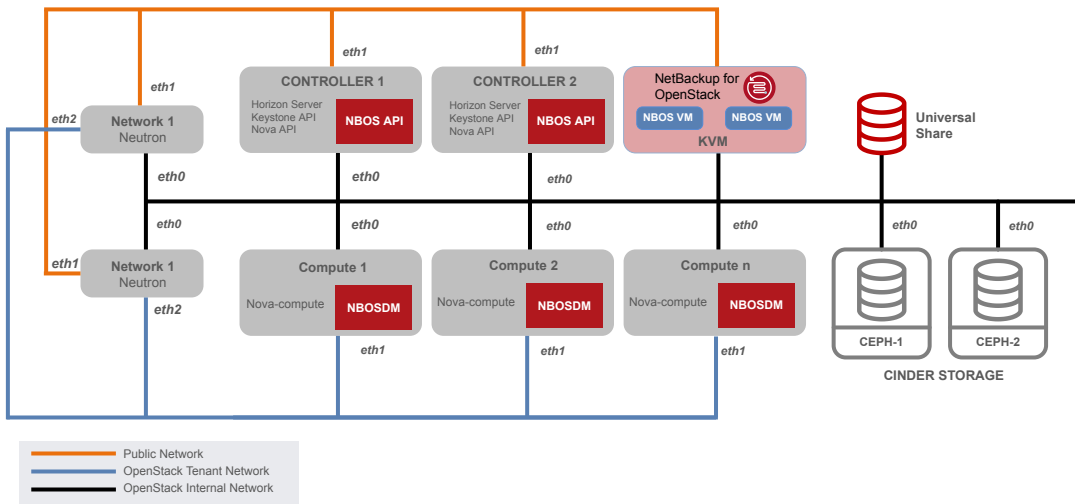 eth1
eth1
eth1
eth2
Network 1
Neutron
CONTROLLER 1
Horizon Server
Keystone API
Nova API
NBOS API
CONTROLLER 2
Horizon Server
Keystone API
Nova API
NBOS API
NetBackup for
OpenStack
NBOS VM
NBOS VM
KVM
Universal
Share
eth0
eth0
eth0
eth0
eth0
eth0
eth0
eth0
eth0
eth1
Network 1
Neutron
eth2
Compute 1
Nova-compute
NBOSDM
Compute 2
Nova-compute
NBOSDM
Compute n
Nova-compute
NBOSDM
CEPH-1
CEPH-2
eth1
eth1
eth1
CINDER STORAGE
Public Network
OpenStack Tenant Network
OpenStack Internal Network